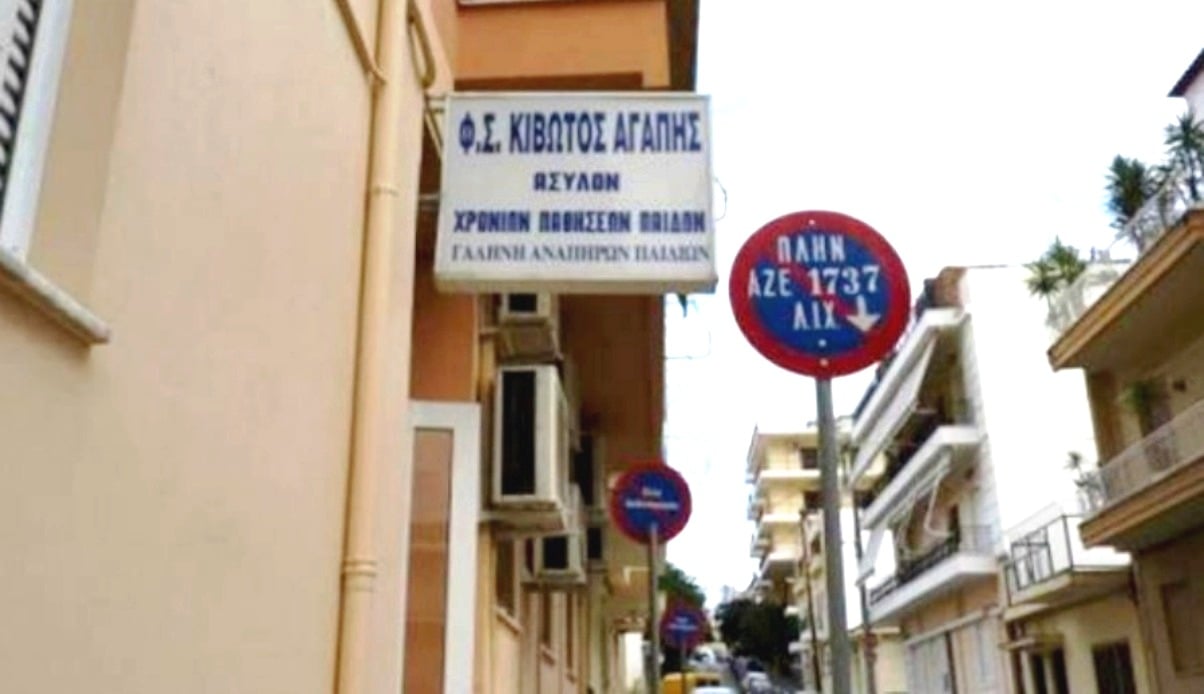 Φ.Σ. ΚΙΒΩΤΟΣ ΑΓΑΠΗΣ
ΑΣΥΛΟΝ
ΧΡΟΝΙΩΝ ΠΑΘΗΣΕΩΝ ΠΑΙΔΩΝ
ΓΑΛΗΝΗ ΑΝΑΠΗΡΩΝ ΠΑΙΔΙΩΝ
ΠΛΗΝ
ΑΖΕ 1737
ΛΙΧ